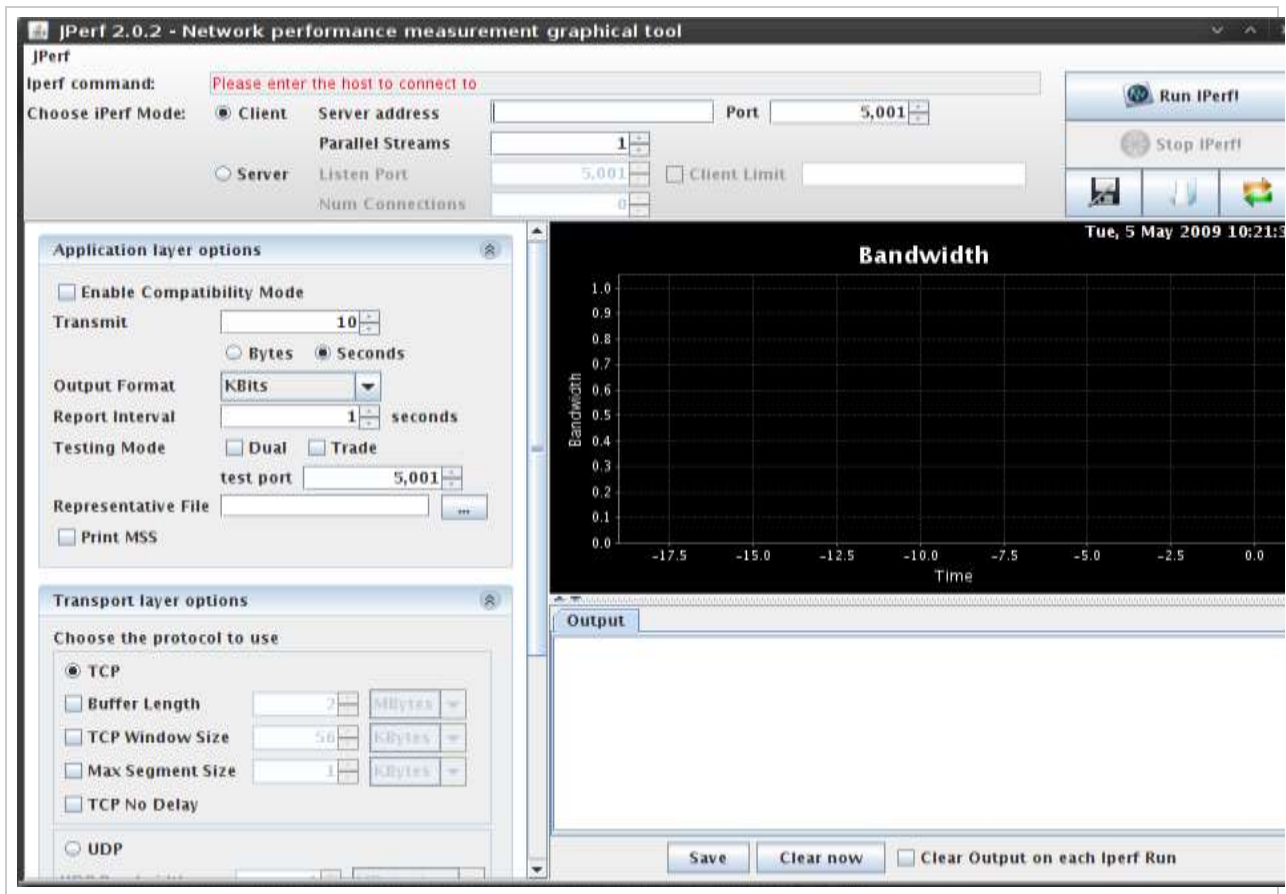 JPerf 2.0.2 - Network performance measurement graphical tool
JPerf
Iperf command: Please enter the host to connect to
Choose iPerf Mode: Client Server address Port 5,001
Parallel Streams 1
Server Listen Port 5,001 Client Limit
Num Connections 0
Run IPerf!
Stop IPerf!
Application layer options
Enable Compatibility Mode
Transmit 10
Bytes Seconds
Output Format KBits
Report Interval 1 seconds
Testing Mode Dual Trade
test port 5,001
Representative File ...
Print MSS
Transport layer options
Choose the protocol to use
TCP
Buffer Length 2 MBytes
TCP Window Size 56 KBytes
Max Segment Size 1 KBytes
TCP No Delay
UDP
Tue, 5 May 2009 10:21:3
Bandwidth
Bandwidth
1.0
0.9
0.8
0.7
0.6
0.5
0.4
0.3
0.2
0.1
0.0
-17.5 -15.0 -12.5 -10.0 -7.5 -5.0 -2.5 0.0
Time
Output
Save Clear now Clear Output on each Iperf Run